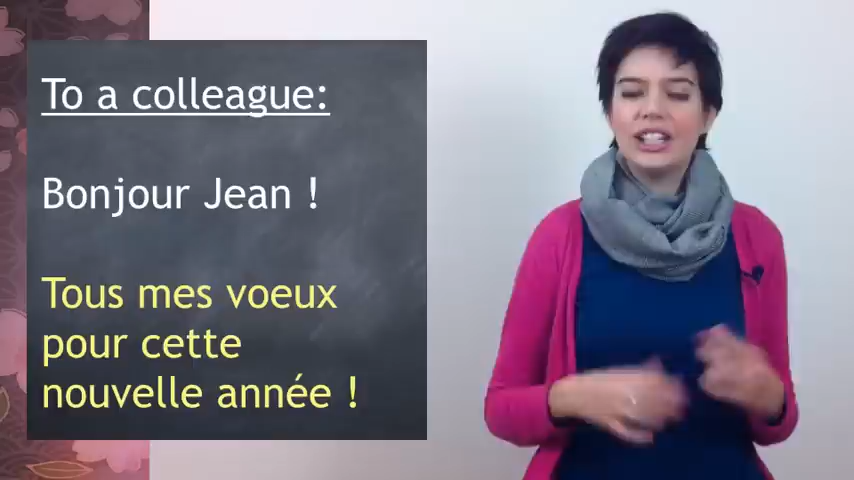 To a colleague:
Bonjour Jean !
Tous mes voeux
pour cette
nouvelle année !